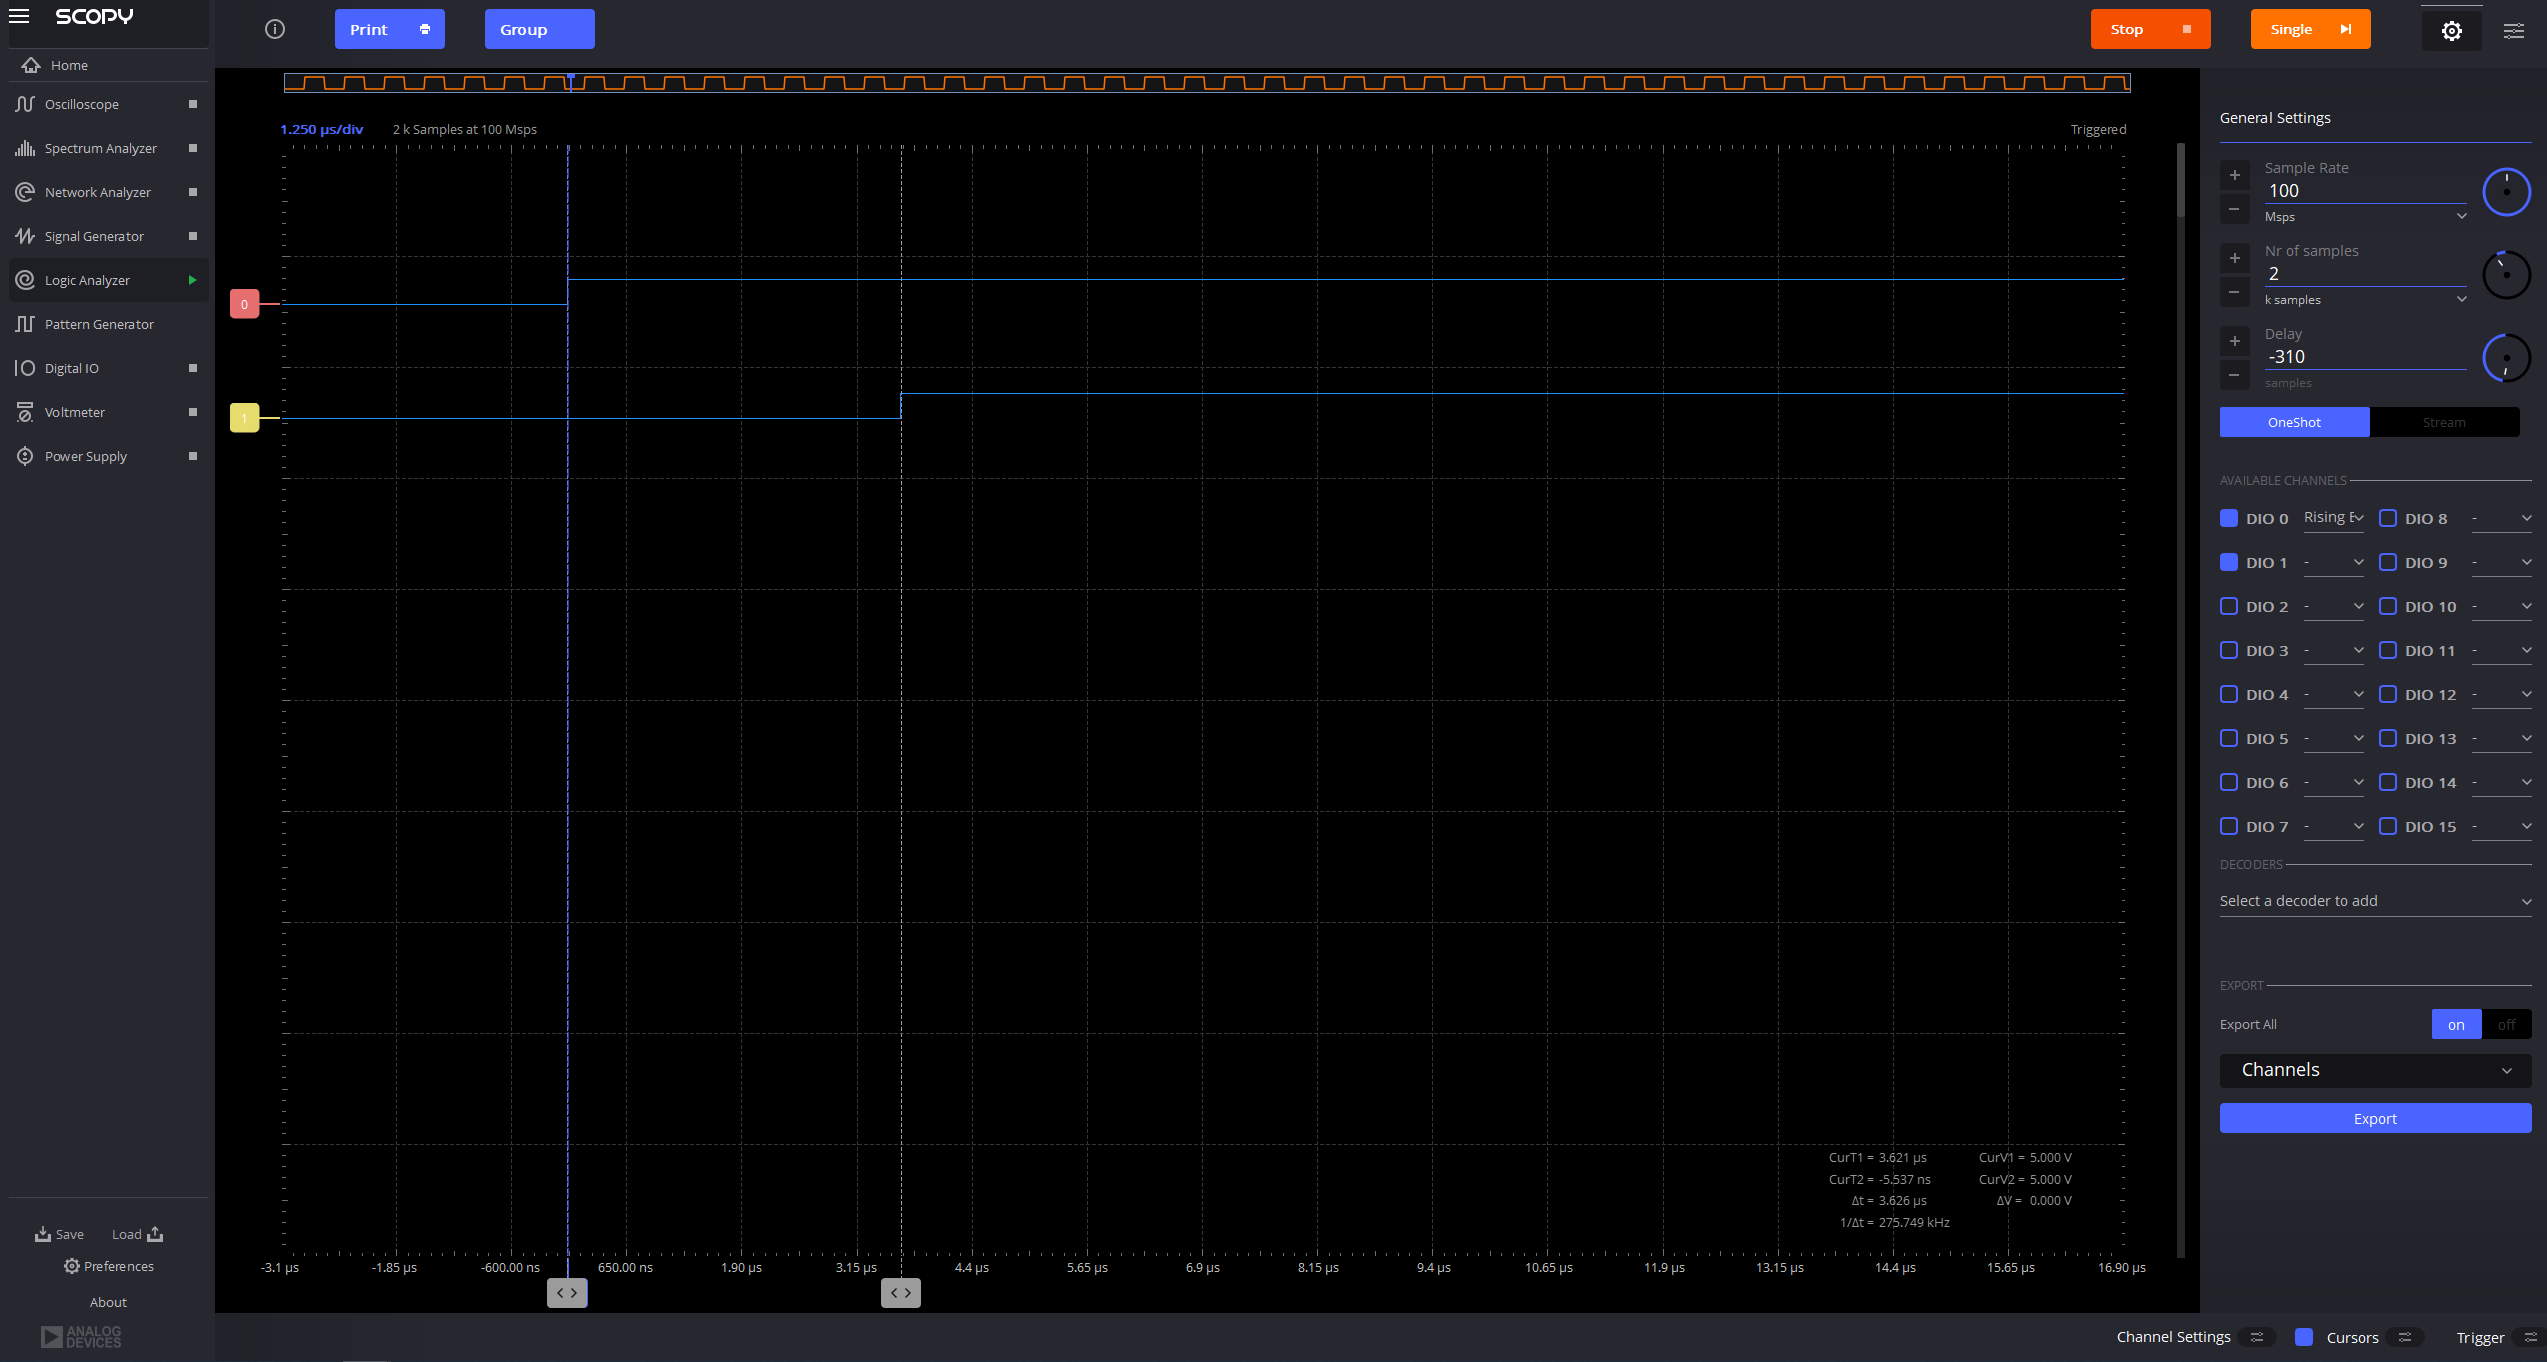 SCOPY
Print
Group
Stop
Single
Home
Oscilloscope
Spectrum Analyzer
Network Analyzer
Signal Generator
Logic Analyzer
Pattern Generator
Digital IO
Voltmeter
Power Supply
Save
Load
Preferences
About
ANALOG
DEVICES
1.250 µs/div
2 k Samples at 100 Msps
Triggered
0
1
CurT1 = 3.621 µs
CurV1 = 5.000 V
CurT2 = -5.537 ns
CurV2 = 5.000 V
Δt = 3.626 µs
ΔV = 0.000 V
1/Δt = 275.749 kHz
-3.1 µs
-1.85 µs
-600.00 ns
650.00 ns
1.90 µs
3.15 µs
4.4 µs
5.65 µs
6.9 µs
8.15 µs
9.4 µs
10.65 µs
11.9 µs
13.15 µs
14.4 µs
15.65 µs
16.90 µs
General Settings
Sample Rate
100
Msps
Nr of samples
2
k samples
Delay
-310
samples
OneShot
Stream
AVAILABLE CHANNELS
DIO 0 Rising E
DIO 8 -
DIO 1 -
DIO 9 -
DIO 2 -
DIO 10 -
DIO 3 -
DIO 11 -
DIO 4 -
DIO 12 -
DIO 5 -
DIO 13 -
DIO 6 -
DIO 14 -
DIO 7 -
DIO 15 -
DECODERS
Select a decoder to add
EXPORT
Export All
on
off
Channels
Export
Channel Settings
Cursors
Trigger